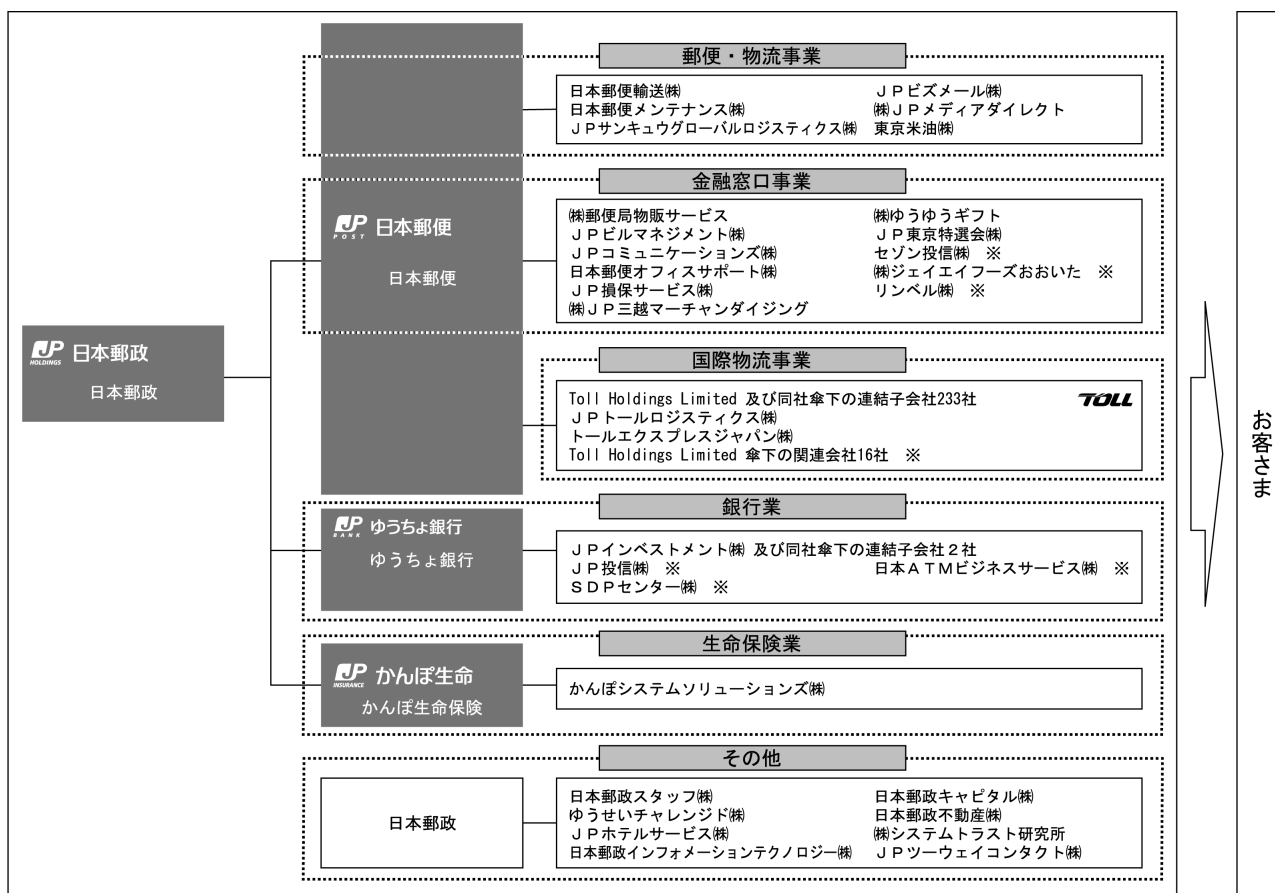 郵便・物流事業
日本郵便輸送㈱
日本郵便メンテナンス㈱
ＪＰサンキュウグローバルロジスティクス㈱
ＪＰビズメール㈱
㈱ＪＰメディアダイレクト
東京米油㈱
金融窓口事業
JP POST 日本郵便
日本郵便
㈱郵便局物販サービス
ＪＰビルマネジメント㈱
ＪＰコミュニケーションズ㈱
日本郵便オフィスサポート㈱
ＪＰ損保サービス㈱
㈱ＪＰ三越マーチャンダイジング
㈱ゆうゆうギフト
ＪＰ東京特選会㈱
セゾン投信㈱　※
㈱ジェイエイフーズおおいた　※
リンベル㈱　※
JP HOLDINGS 日本郵政
日本郵政
国際物流事業
Toll Holdings Limited 及び同社傘下の連結子会社233社
TOLL
ＪＰトールロジスティクス㈱
トールエクスプレスジャパン㈱
Toll Holdings Limited 傘下の関連会社16社　※
銀行業
JP BANK ゆうちょ銀行
ゆうちょ銀行
ＪＰインベストメント㈱ 及び同社傘下の連結子会社２社
ＪＰ投信㈱　※
日本ＡＴＭビジネスサービス㈱　※
ＳＤＰセンター㈱　※
生命保険業
JP INSURANCE かんぽ生命
かんぽ生命保険
かんぽシステムソリューションズ㈱
その他
日本郵政
日本郵政スタッフ㈱
ゆうせいチャレンジド㈱
ＪＰホテルサービス㈱
日本郵政インフォメーションテクノロジー㈱
日本郵政キャピタル㈱
日本郵政不動産㈱
㈱システムトラスト研究所
ＪＰツーウェイコンタクト㈱
お客さま